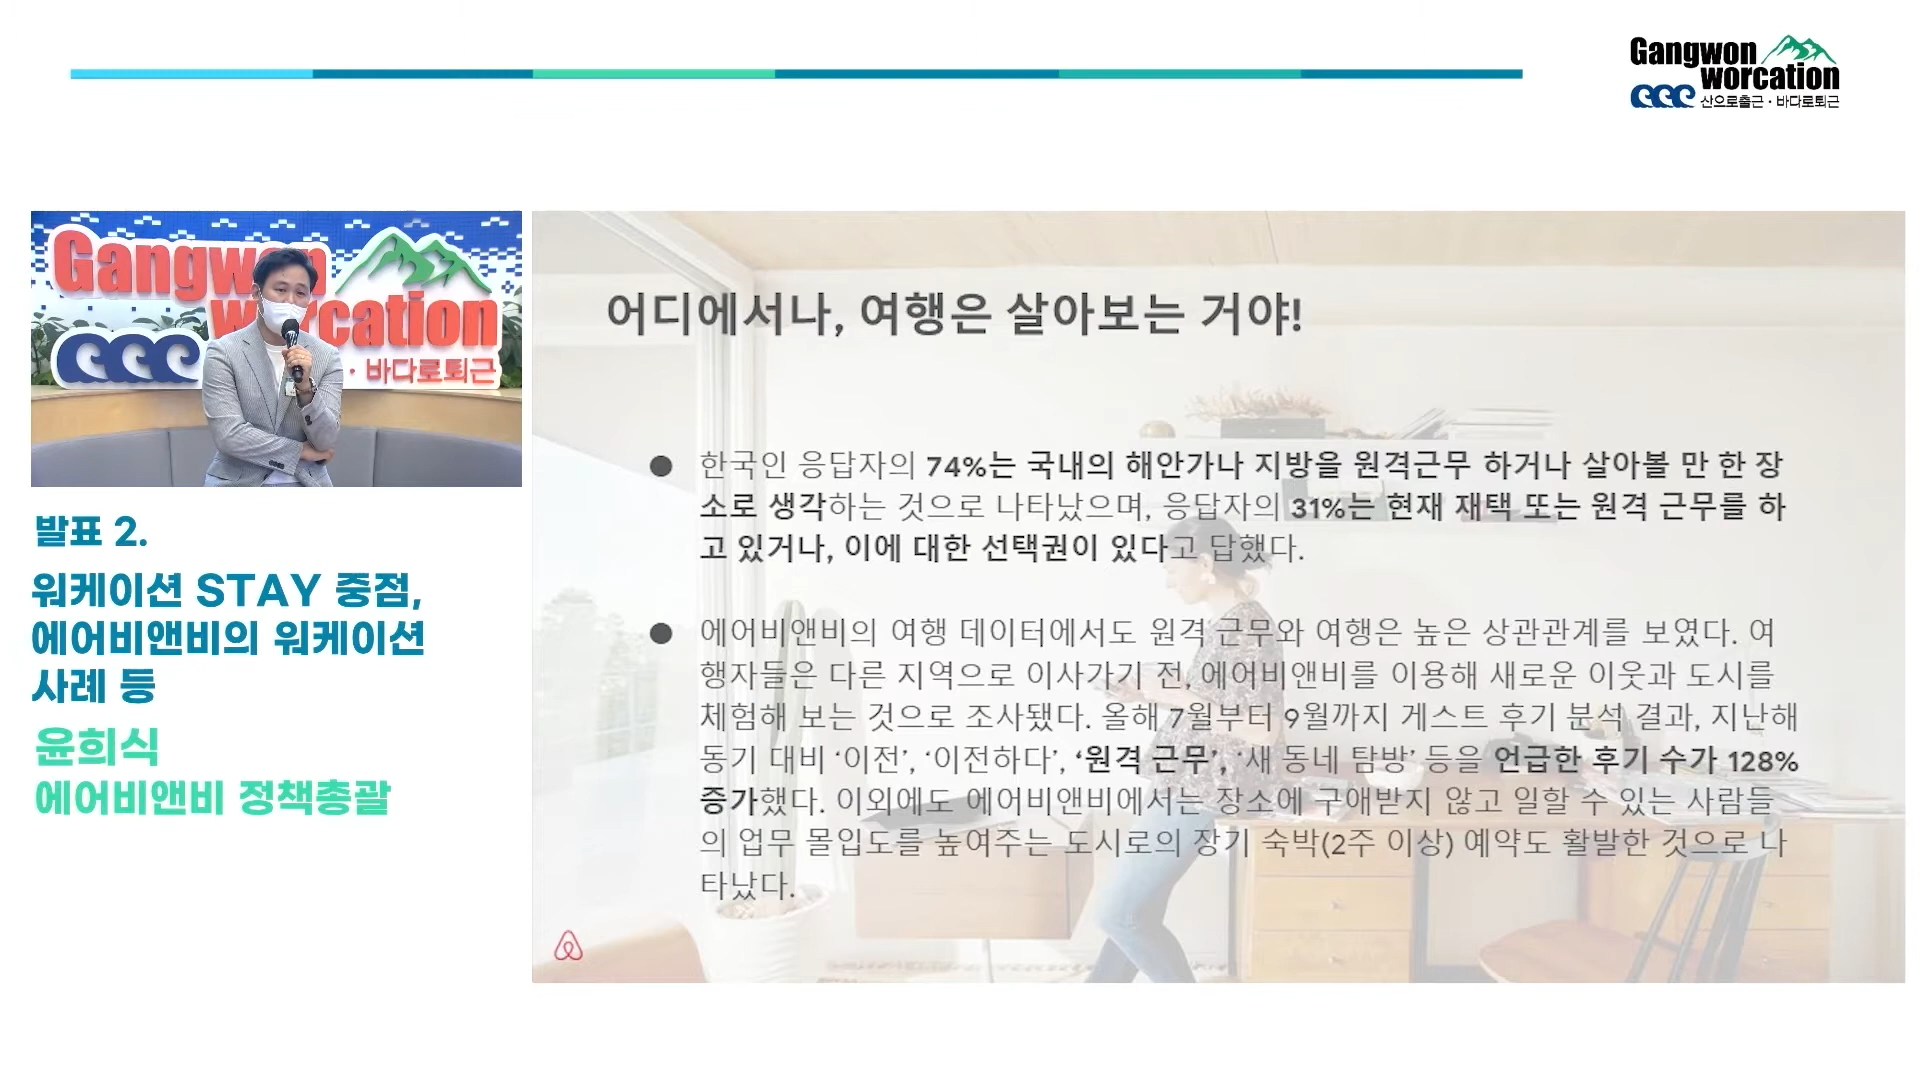 Gangwon
worcation
산으로출근 · 바다로퇴근
Gangwon
worcation
· 바다로퇴근
발표 2.
워케이션 STAY 중점,
에어비앤비의 워케이션
사례 등
윤희식
에어비앤비 정책총괄
어디에서나, 여행은 살아보는 거야!
● 한국인 응답자의 74%는 국내의 해안가나 지방을 원격근무 하거나 살아볼 만 한 장
소로 생각하는 것으로 나타났으며, 응답자의 31%는 현재 재택 또는 원격 근무를 하
고 있거나, 이에 대한 선택권이 있다고 답했다.
● 에어비앤비의 여행 데이터에서도 원격 근무와 여행은 높은 상관관계를 보였다. 여
행자들은 다른 지역으로 이사가기 전, 에어비앤비를 이용해 새로운 이웃과 도시를
체험해 보는 것으로 조사됐다. 올해 7월부터 9월까지 게스트 후기 분석 결과, 지난해
동기 대비 ‘이전’, ‘이전하다’, ‘원격 근무’, ‘새 동네 탐방’ 등을 언급한 후기 수가 128%
증가했다. 이외에도 에어비앤비에서는 장소에 구애받지 않고 일할 수 있는 사람들
의 업무 몰입도를 높여주는 도시로의 장기 숙박(2주 이상) 예약도 활발한 것으로 나
타났다.